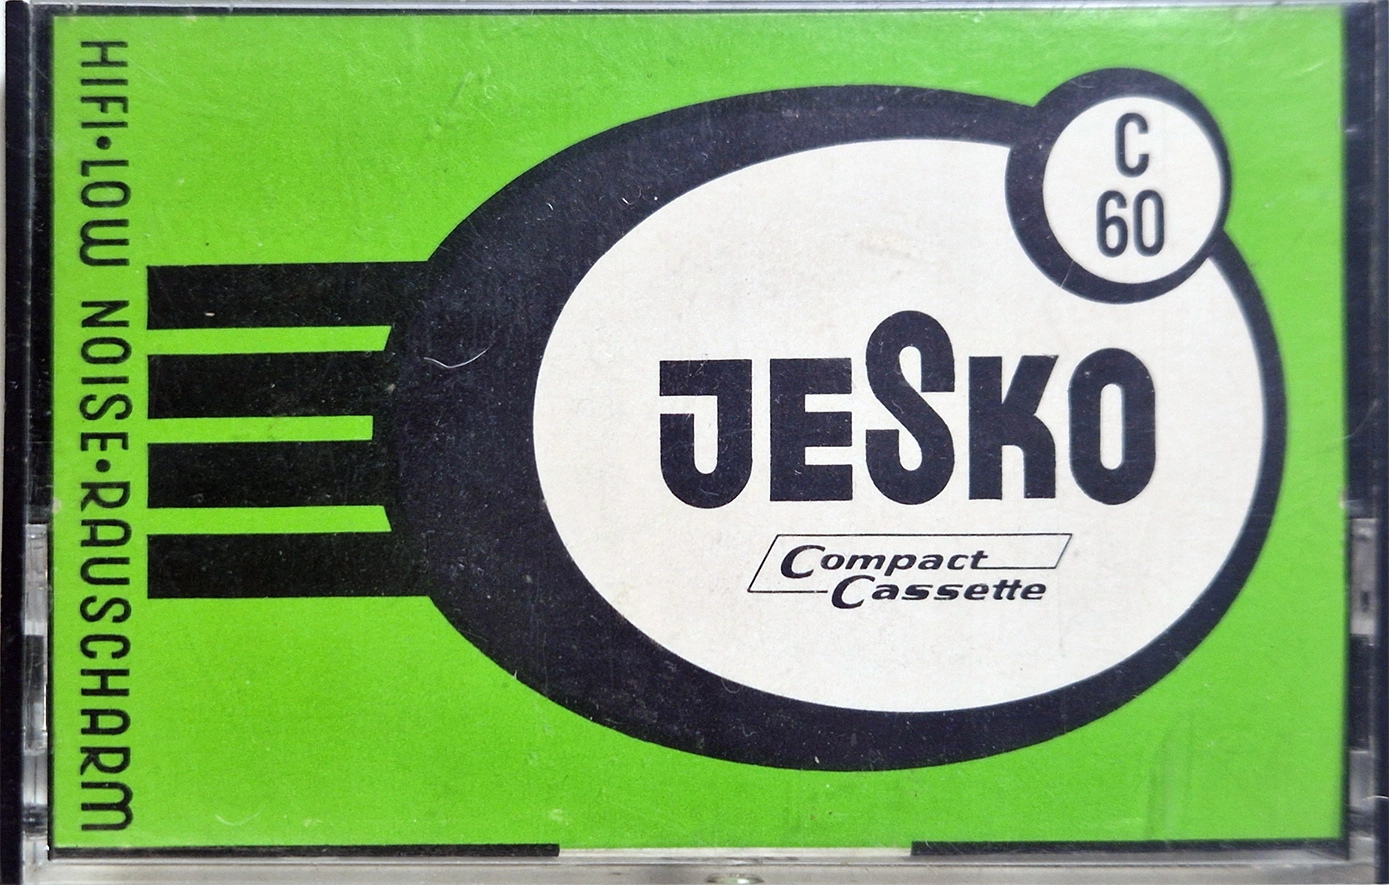 HIFI•LOW NOISE•RAUSCHARM
C
60
JESKO
Compact
Cassette